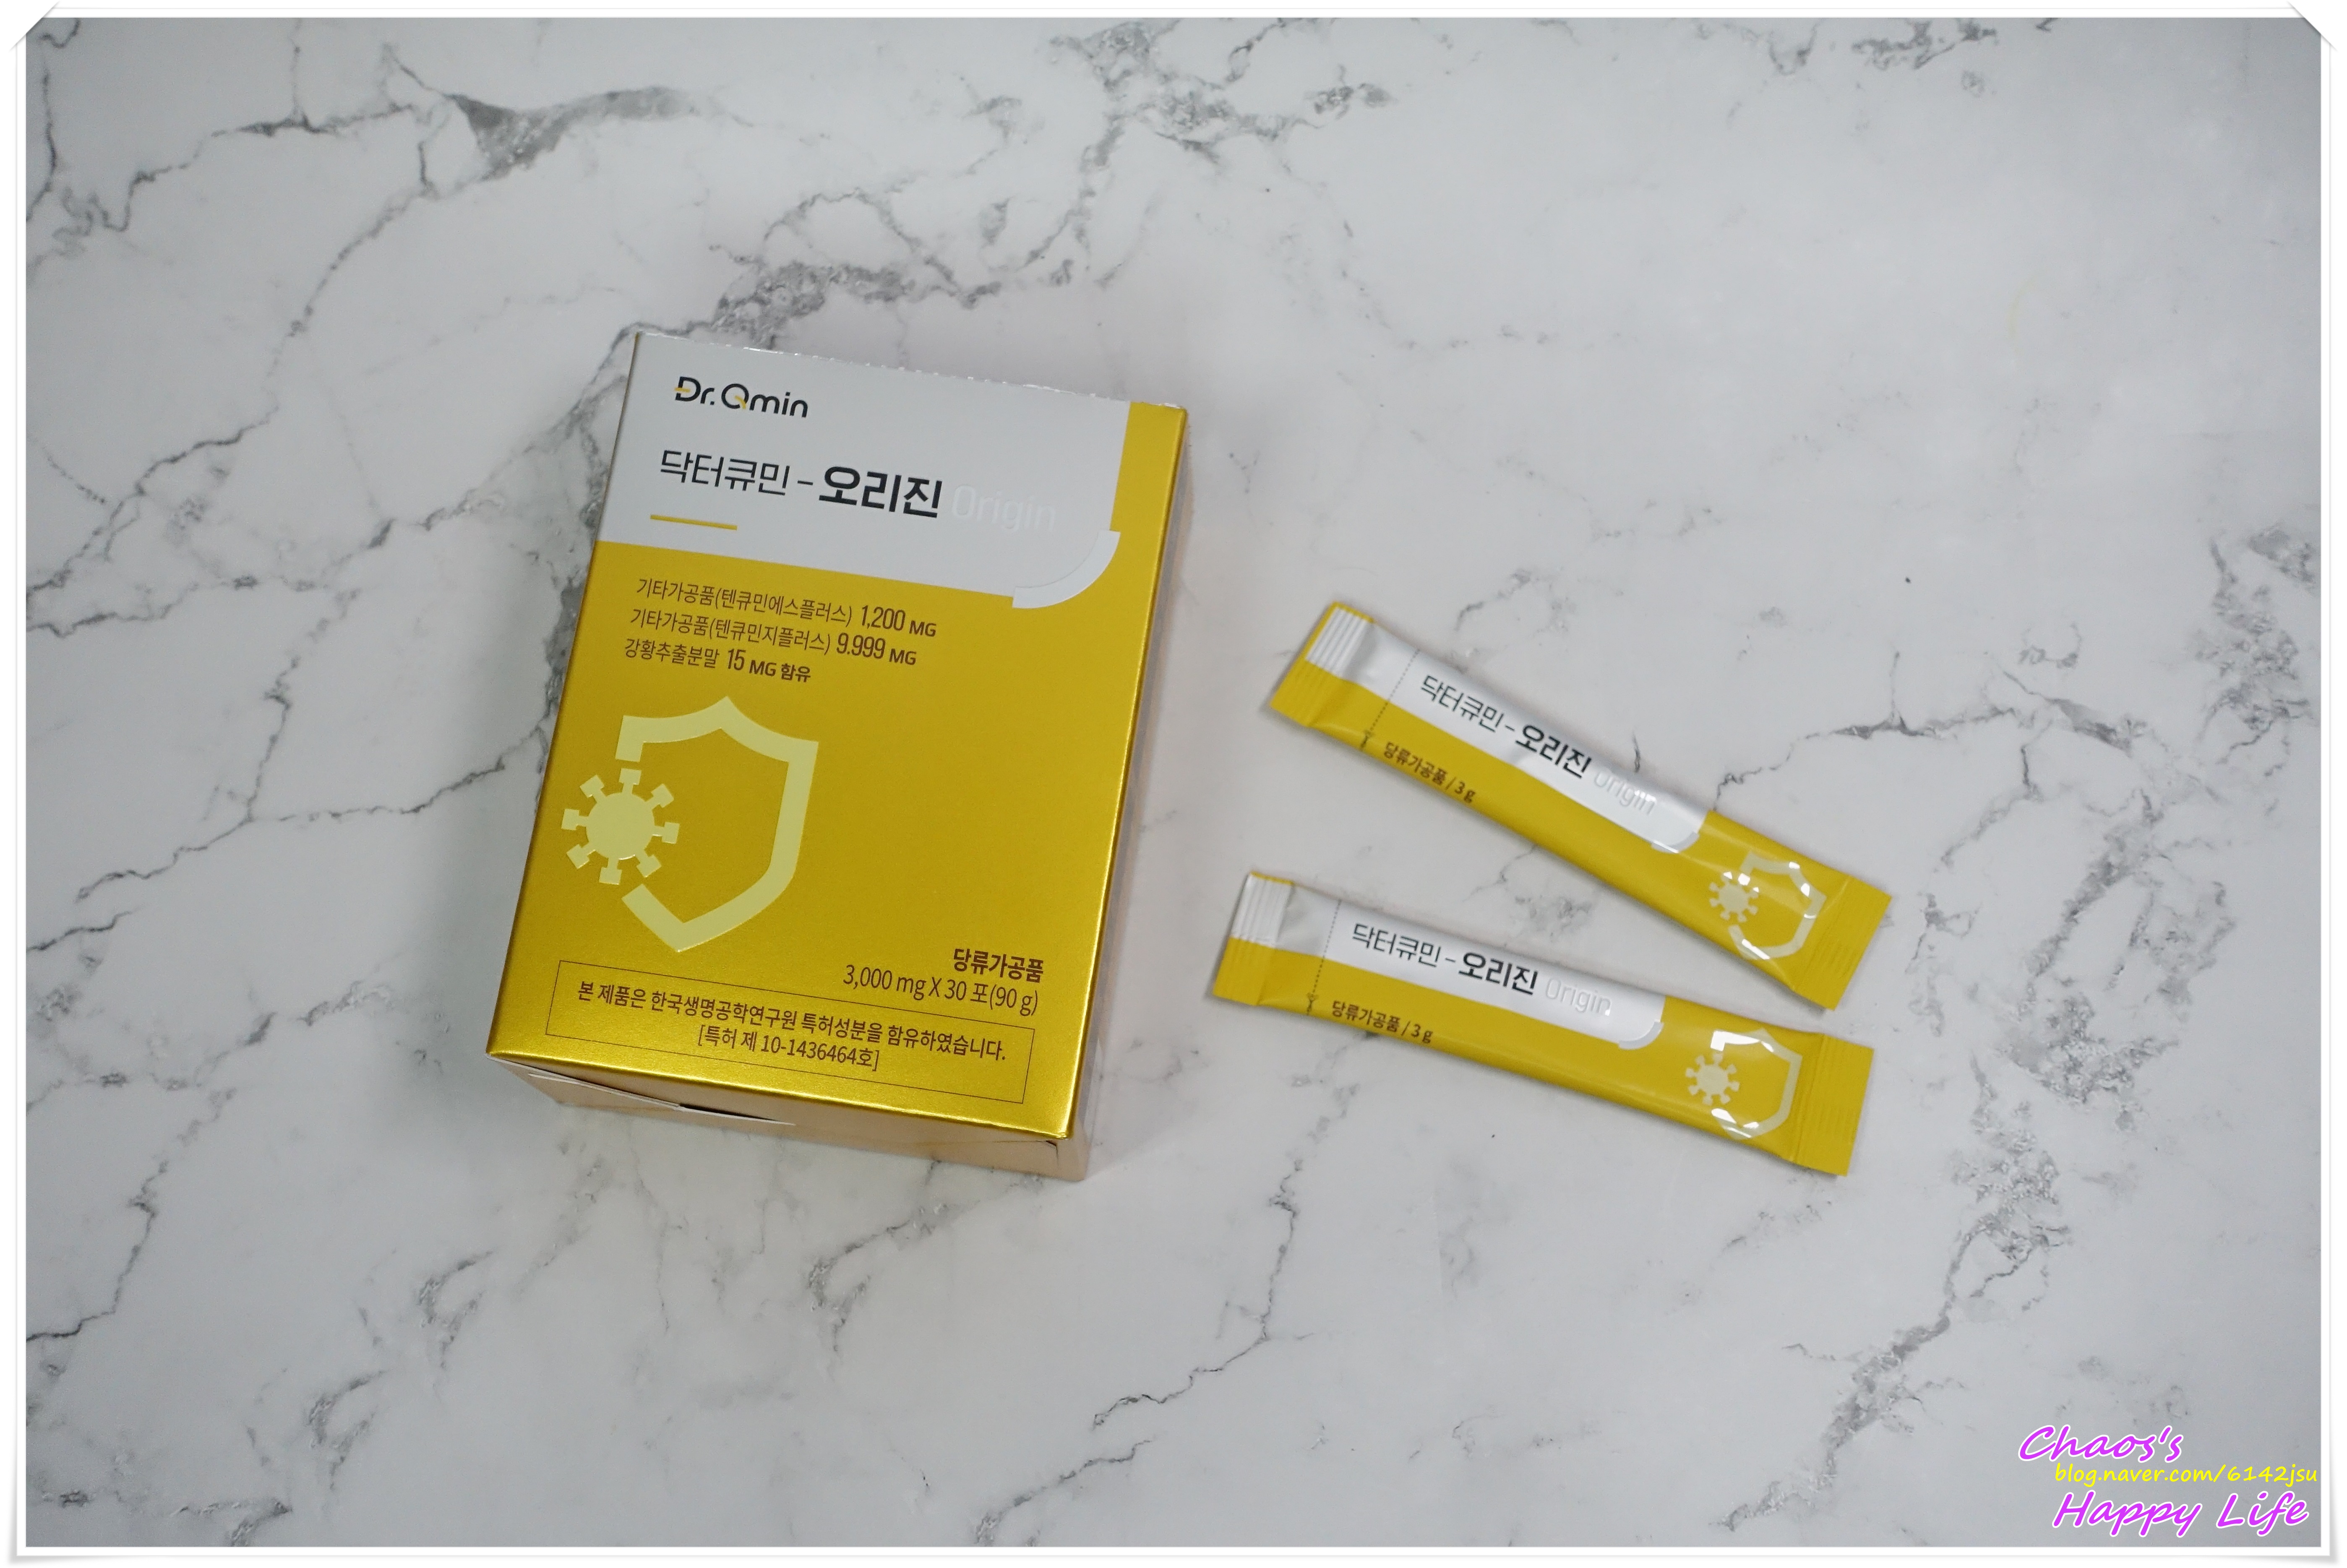 Dr.Qmin
닥터큐민-오리진 Origin
기타가공품(텐큐민에스플러스) 1,200 MG
기타가공품(텐큐민지플러스) 9.999 MG
강황추출분말 15 MG 함유
당류가공품
3,000 mg X 30 포(90 g)
본 제품은 한국생명공학연구원 특허성분을 함유하였습니다.
[특허 제 10-1436464호]
닥터큐민-오리진 Origin
당류가공품 / 3 g
닥터큐민-오리진 Origin
당류가공품 / 3 g
Chaos's
blog.naver.com/6142jsu
Happy Life